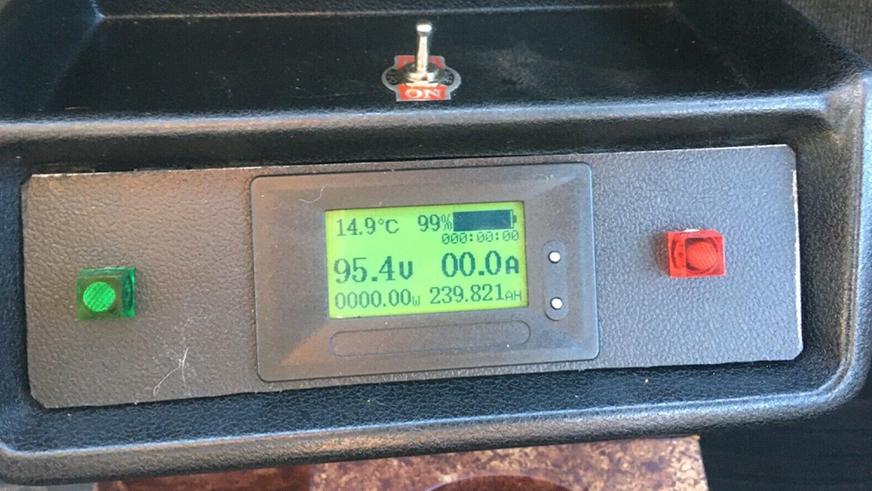 ON
14.9°C 99%
000:00:00
95.4V 00.0A
0000.00W 239.821AH